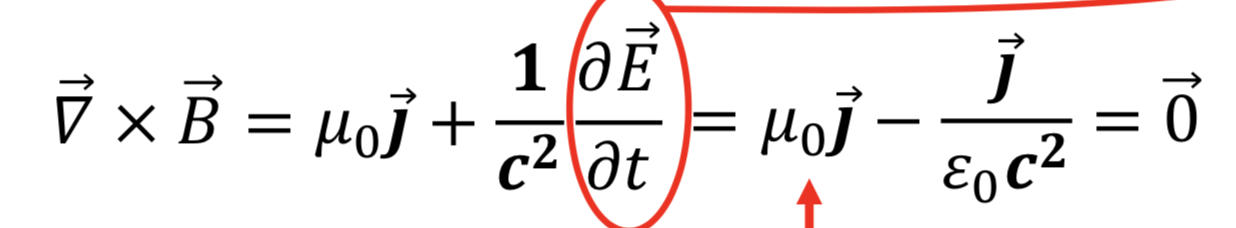 ∇⃗ × B⃗ = μ₀j⃗ + 1/c² ∂E⃗/∂t = μ₀j⃗ − j⃗/(ε₀c²) = 0⃗